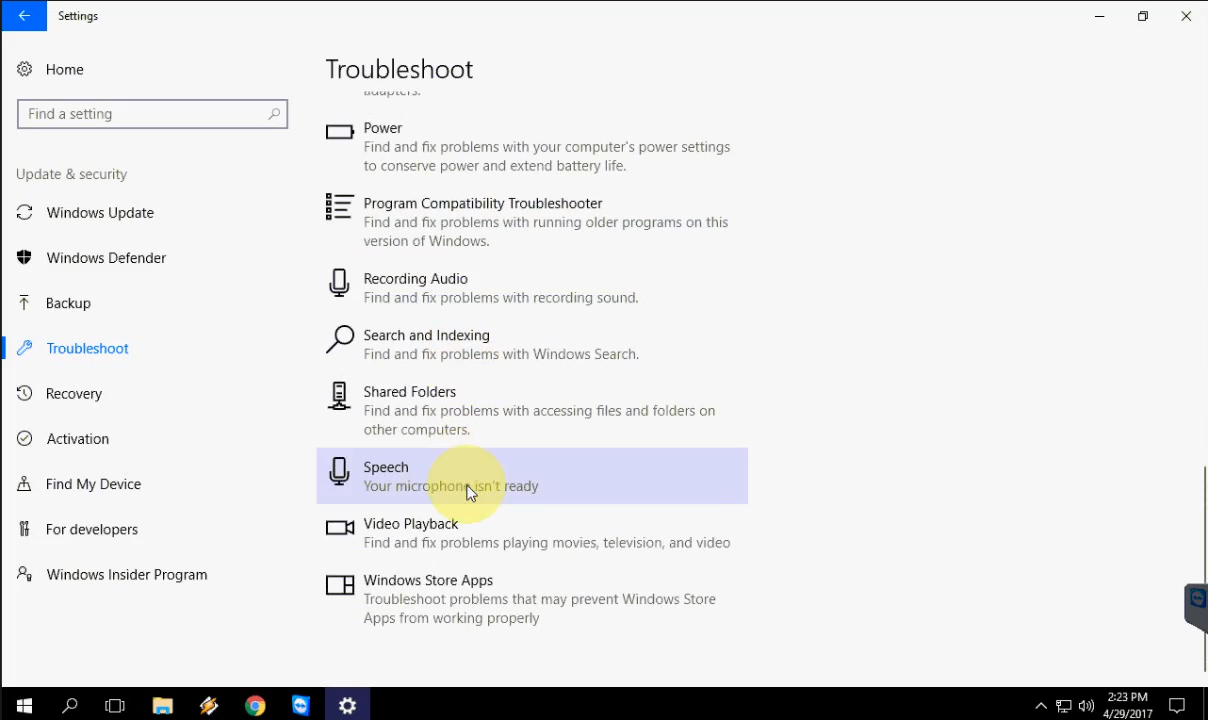 Settings
Home
Find a setting
Update & security
Windows Update
Windows Defender
Backup
Troubleshoot
Recovery
Activation
Find My Device
For developers
Windows Insider Program
Troubleshoot
adapters.
Power
Find and fix problems with your computer's power settings
to conserve power and extend battery life.
Program Compatibility Troubleshooter
Find and fix problems with running older programs on this
version of Windows.
Recording Audio
Find and fix problems with recording sound.
Search and Indexing
Find and fix problems with Windows Search.
Shared Folders
Find and fix problems with accessing files and folders on
other computers.
Speech
Your microphone isn't ready
Video Playback
Find and fix problems playing movies, television, and video
Windows Store Apps
Troubleshoot problems that may prevent Windows Store
Apps from working properly
2:23 PM
4/29/2017